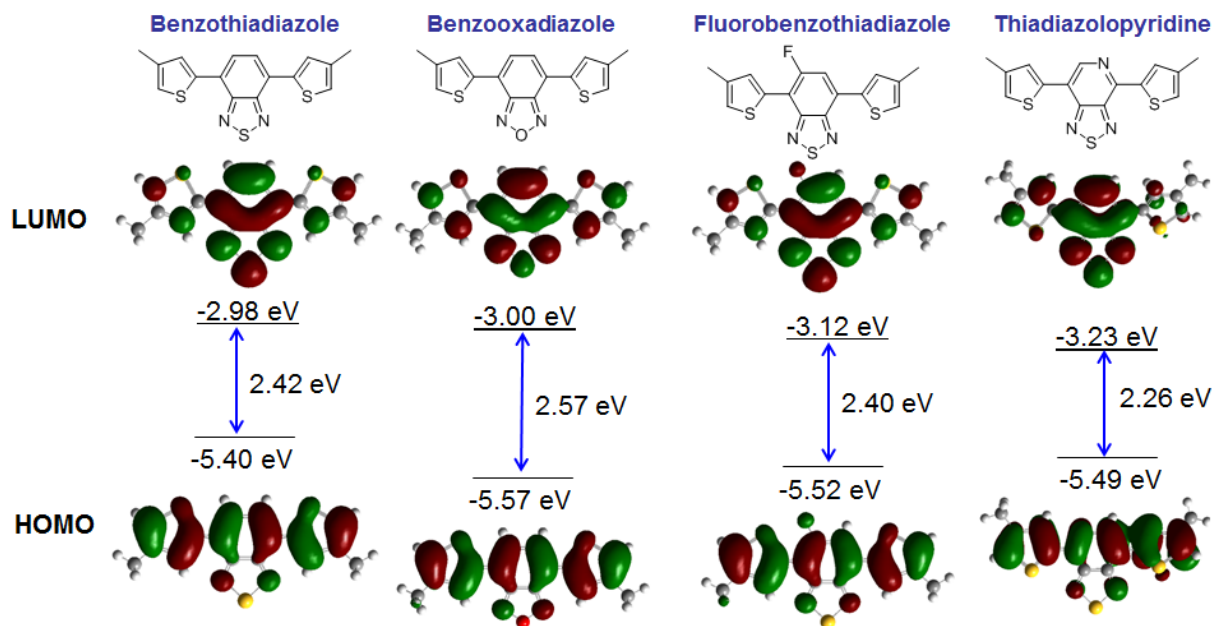 Benzothiadiazole Benzooxadiazole Fluorobenzothiadiazole Thiadiazolopyridine
F N
S S S S S S S S
N N N N N N N N
S O S S
LUMO
-2.98 eV -3.00 eV -3.12 eV -3.23 eV
2.42 eV 2.57 eV 2.40 eV 2.26 eV
-5.40 eV -5.57 eV -5.52 eV -5.49 eV
HOMO